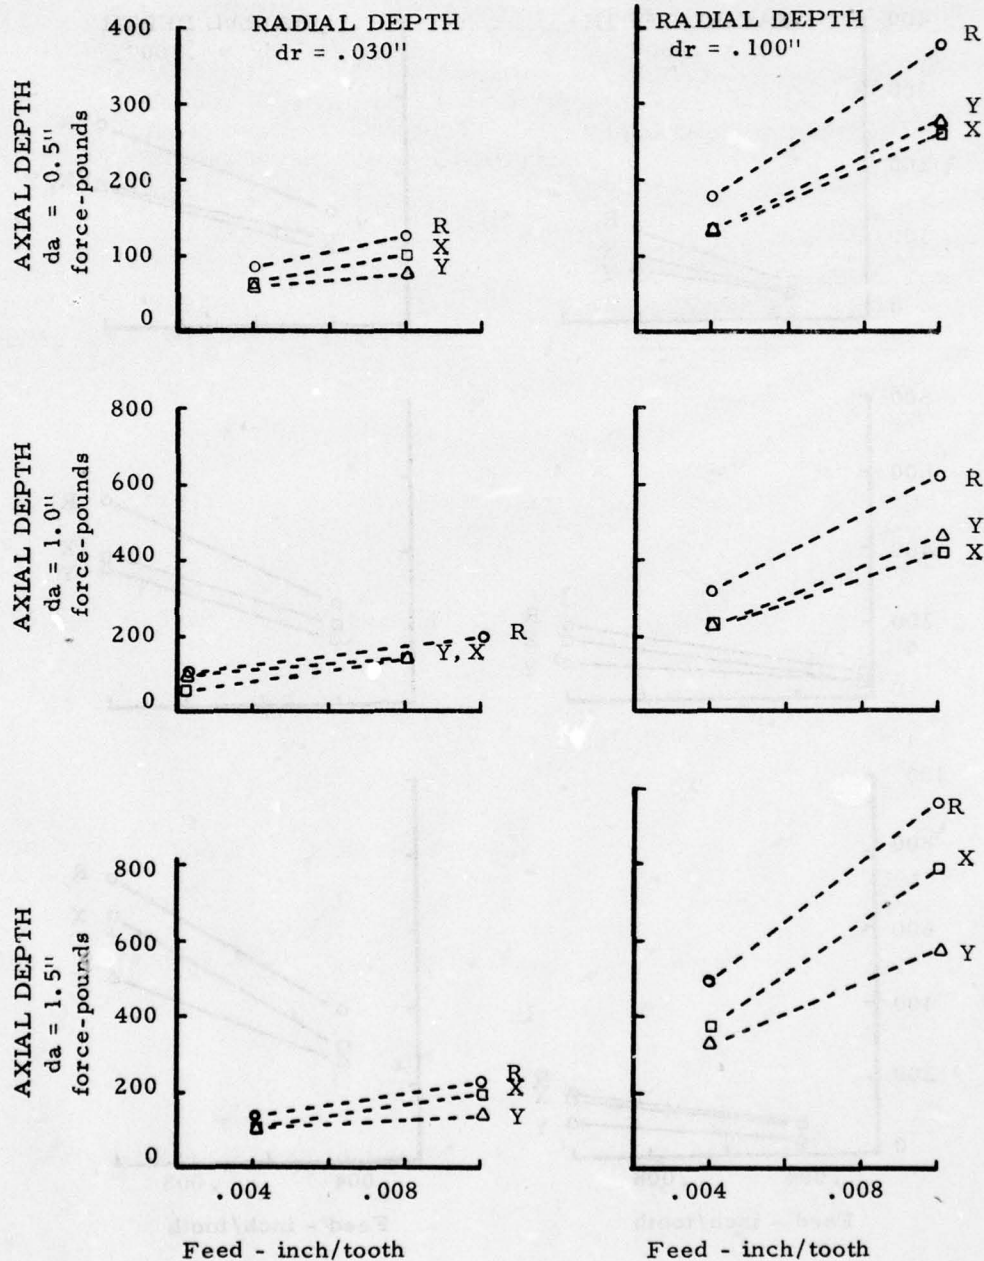 RADIAL DEPTH
dr = .030"
RADIAL DEPTH
dr = .100"
AXIAL DEPTH
da = 0.5"
force-pounds
400
300
200
100
0
R
X
Y
R
Y
X
AXIAL DEPTH
da = 1.0"
force-pounds
800
600
400
200
0
R
Y, X
R
Y
X
AXIAL DEPTH
da = 1.5"
force-pounds
800
600
400
200
0
R
X
Y
R
X
Y
.004 .008
.004 .008
Feed - inch/tooth
Feed - inch/tooth